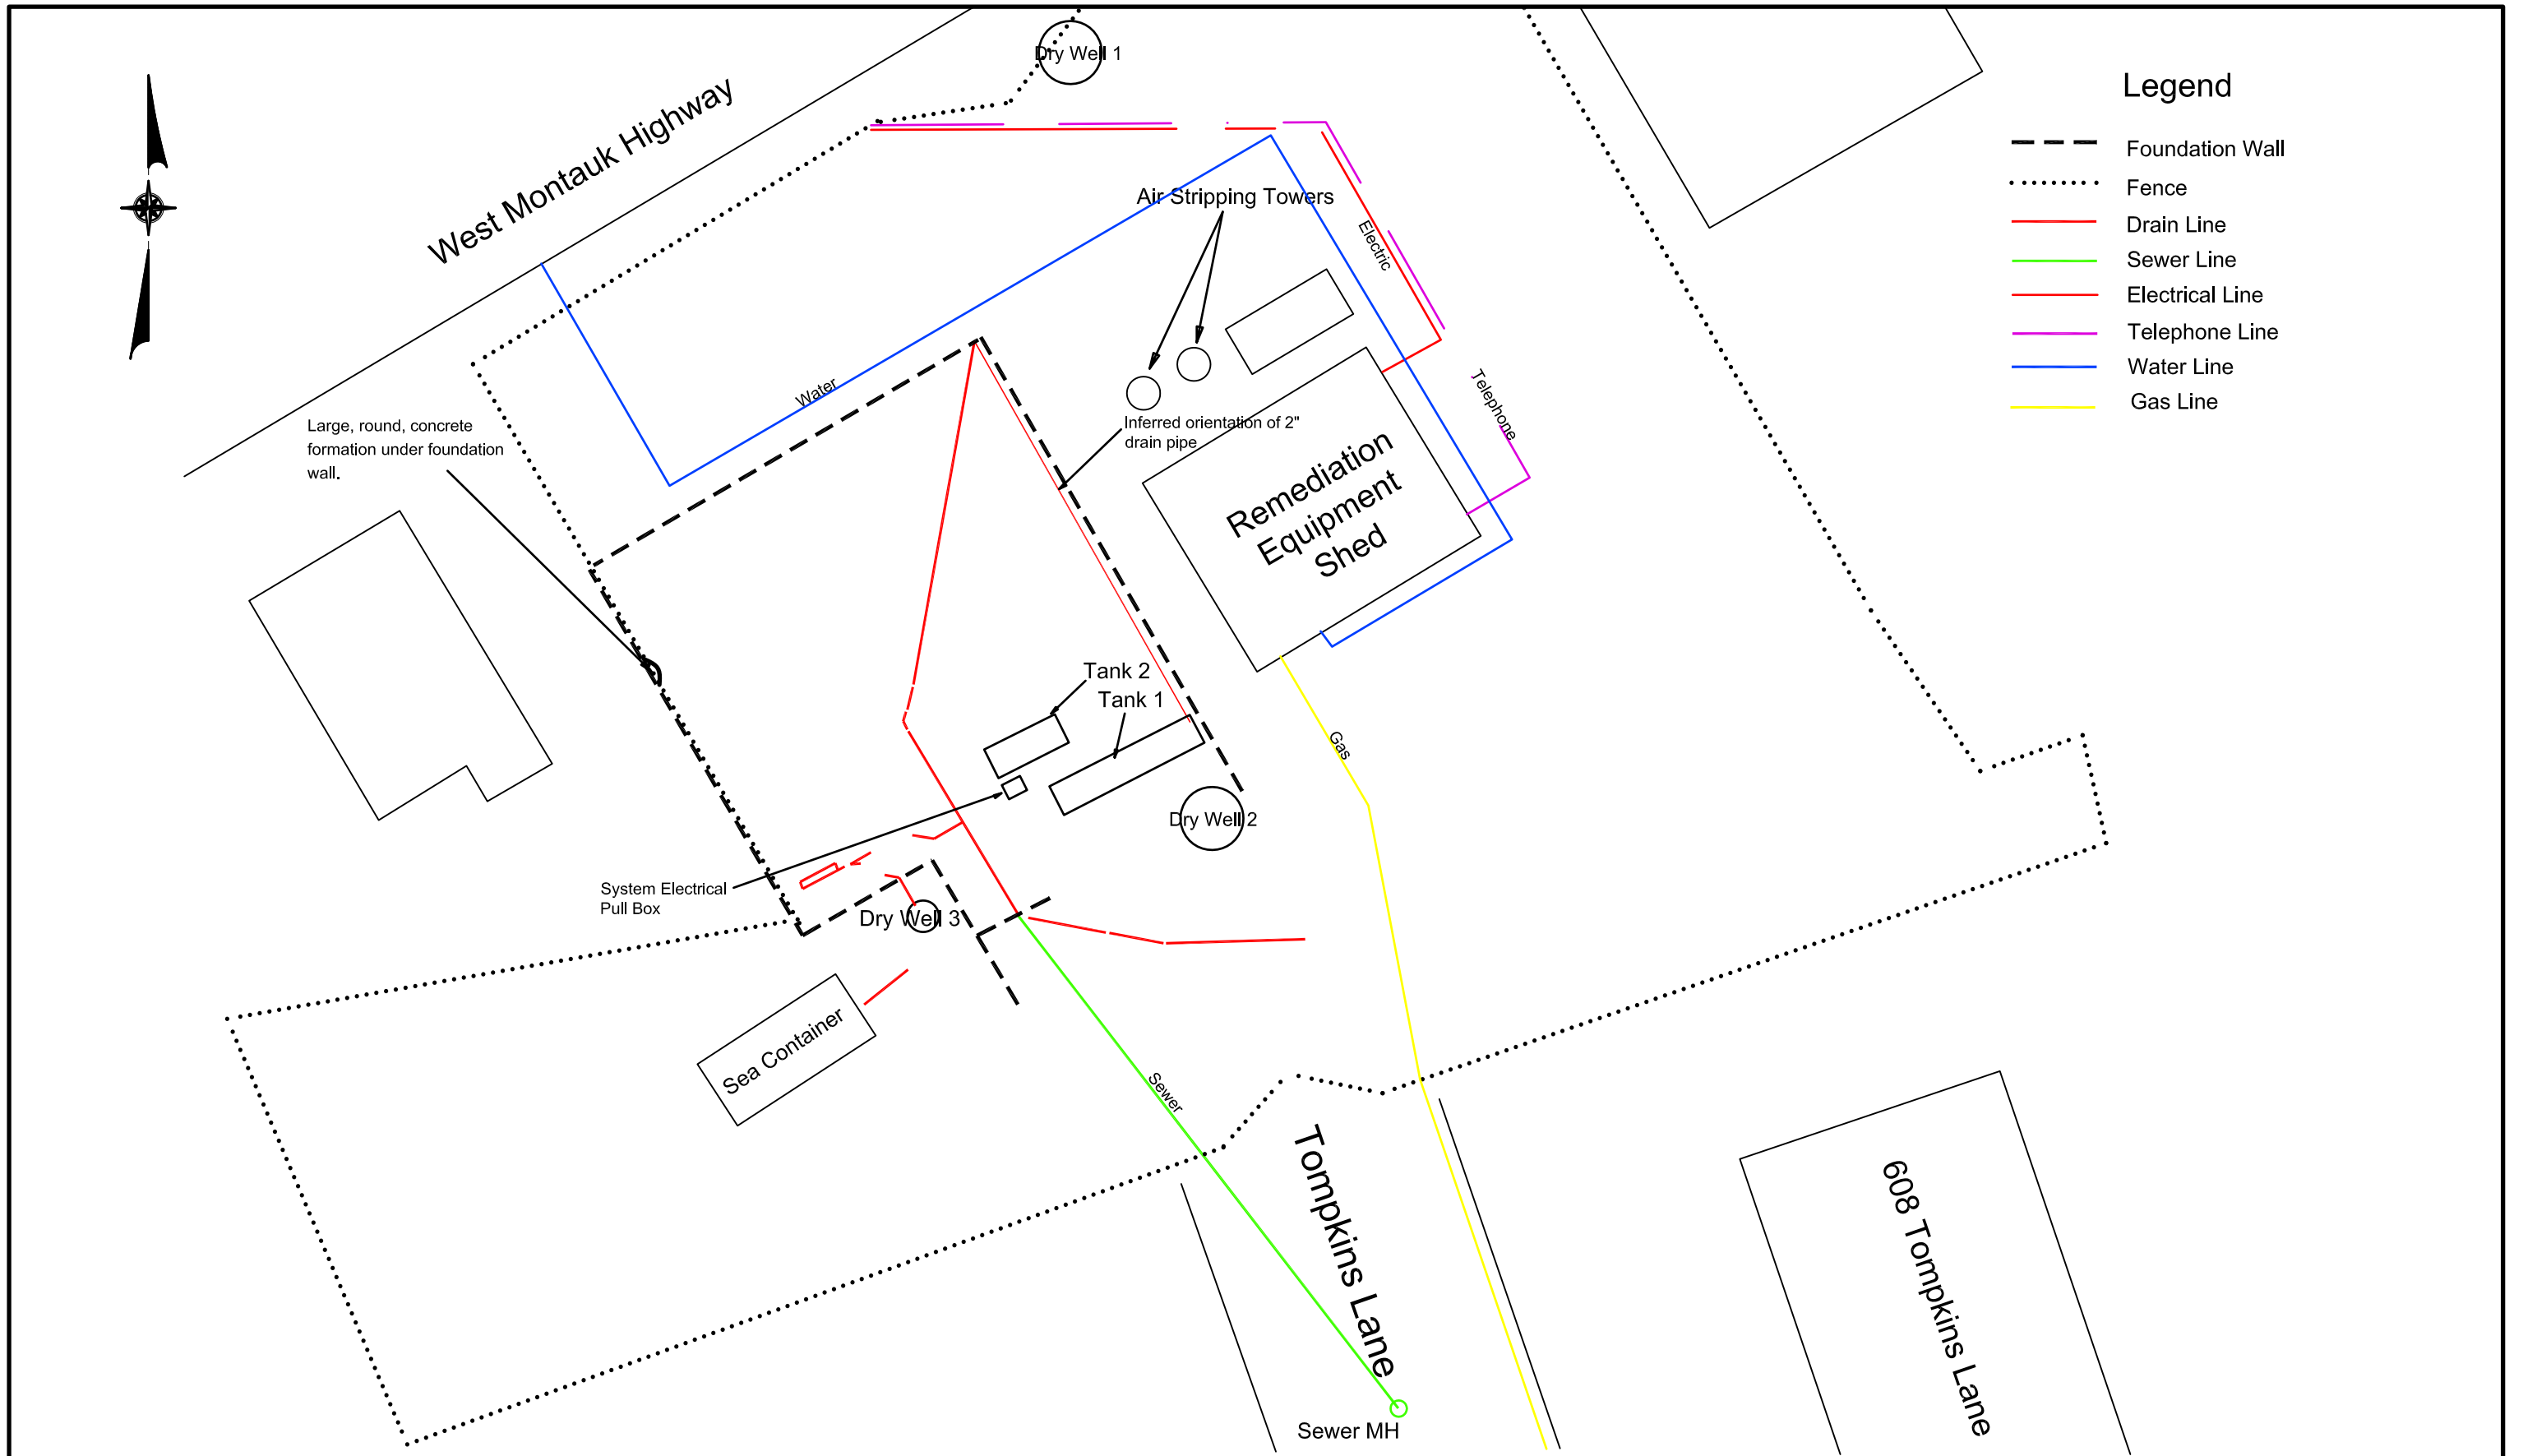 Dry Well 1
West Montauk Highway
Legend
Foundation Wall
Fence
Drain Line
Sewer Line
Electrical Line
Telephone Line
Water Line
Gas Line
Air Stripping Towers
Electric
Water
Telephone
Large, round, concrete
formation under foundation
wall.
Inferred orientation of 2"
drain pipe
Remediation
Equipment
Shed
Tank 2
Tank 1
Gas
Dry Well 2
System Electrical
Pull Box
Dry Well 3
Sea Container
Sewer
Tompkins Lane
608 Tompkins Lane
Sewer MH